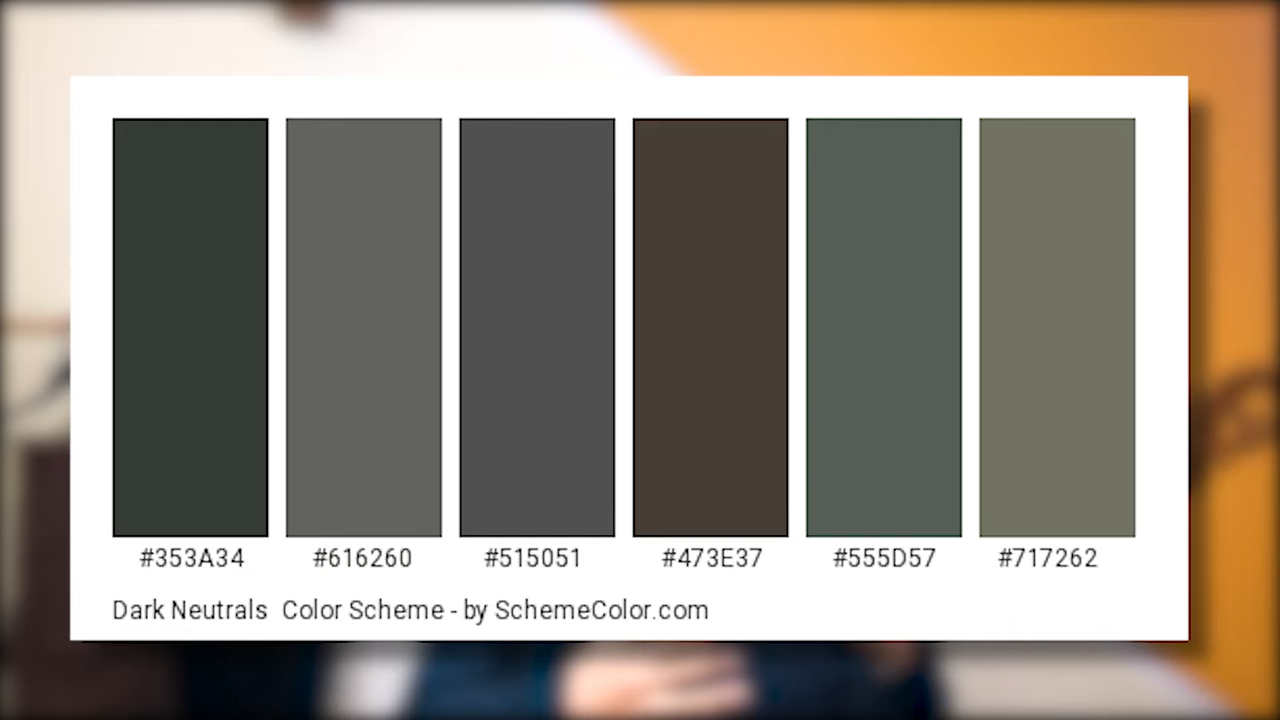 #353A34 #616260 #515051 #473E37 #555D57 #717262
Dark Neutrals Color Scheme - by SchemeColor.com